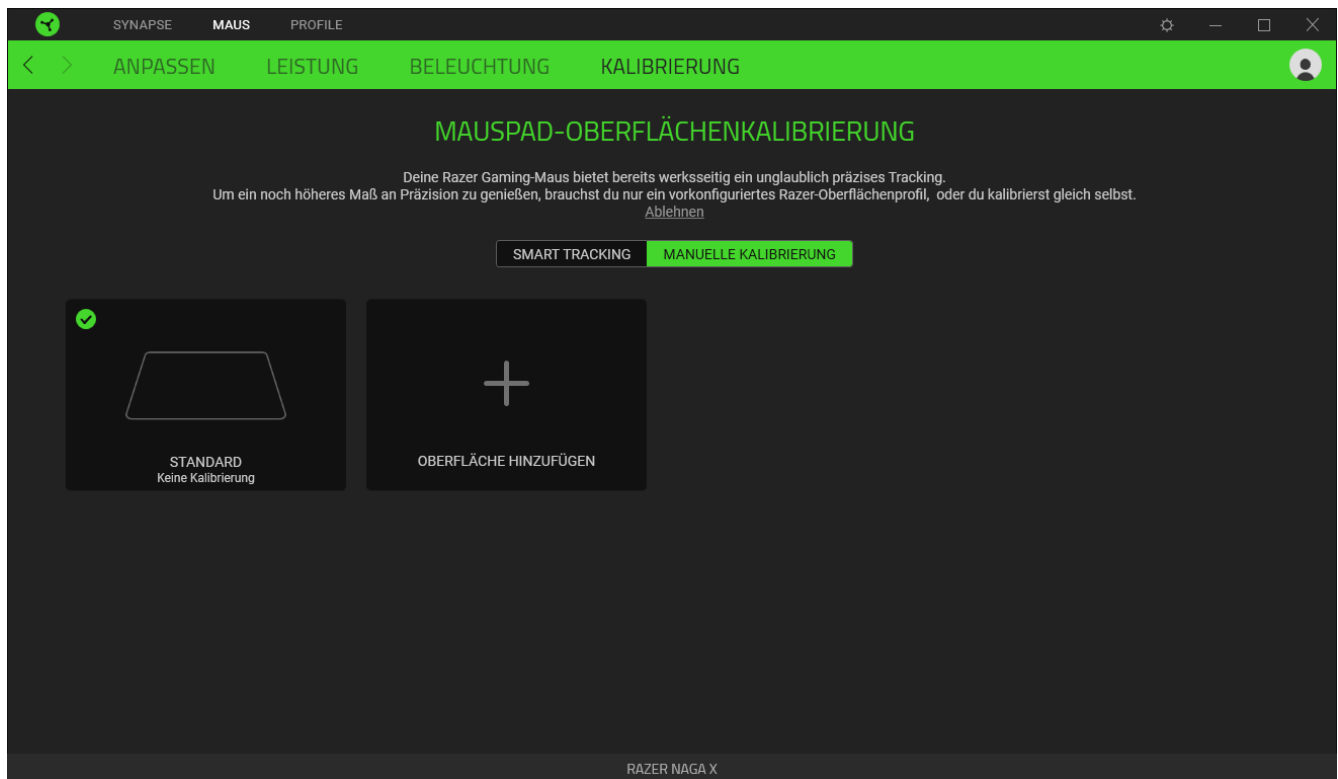 SYNAPSE MAUS PROFILE
ANPASSEN LEISTUNG BELEUCHTUNG KALIBRIERUNG
MAUSPAD-OBERFLÄCHENKALIBRIERUNG
Deine Razer Gaming-Maus bietet bereits werksseitig ein unglaublich präzises Tracking.
Um ein noch höheres Maß an Präzision zu genießen, brauchst du nur ein vorkonfiguriertes Razer-Oberflächenprofil, oder du kalibrierst gleich selbst.
Ablehnen
SMART TRACKING MANUELLE KALIBRIERUNG
STANDARD
Keine Kalibrierung
OBERFLÄCHE HINZUFÜGEN
RAZER NAGA X